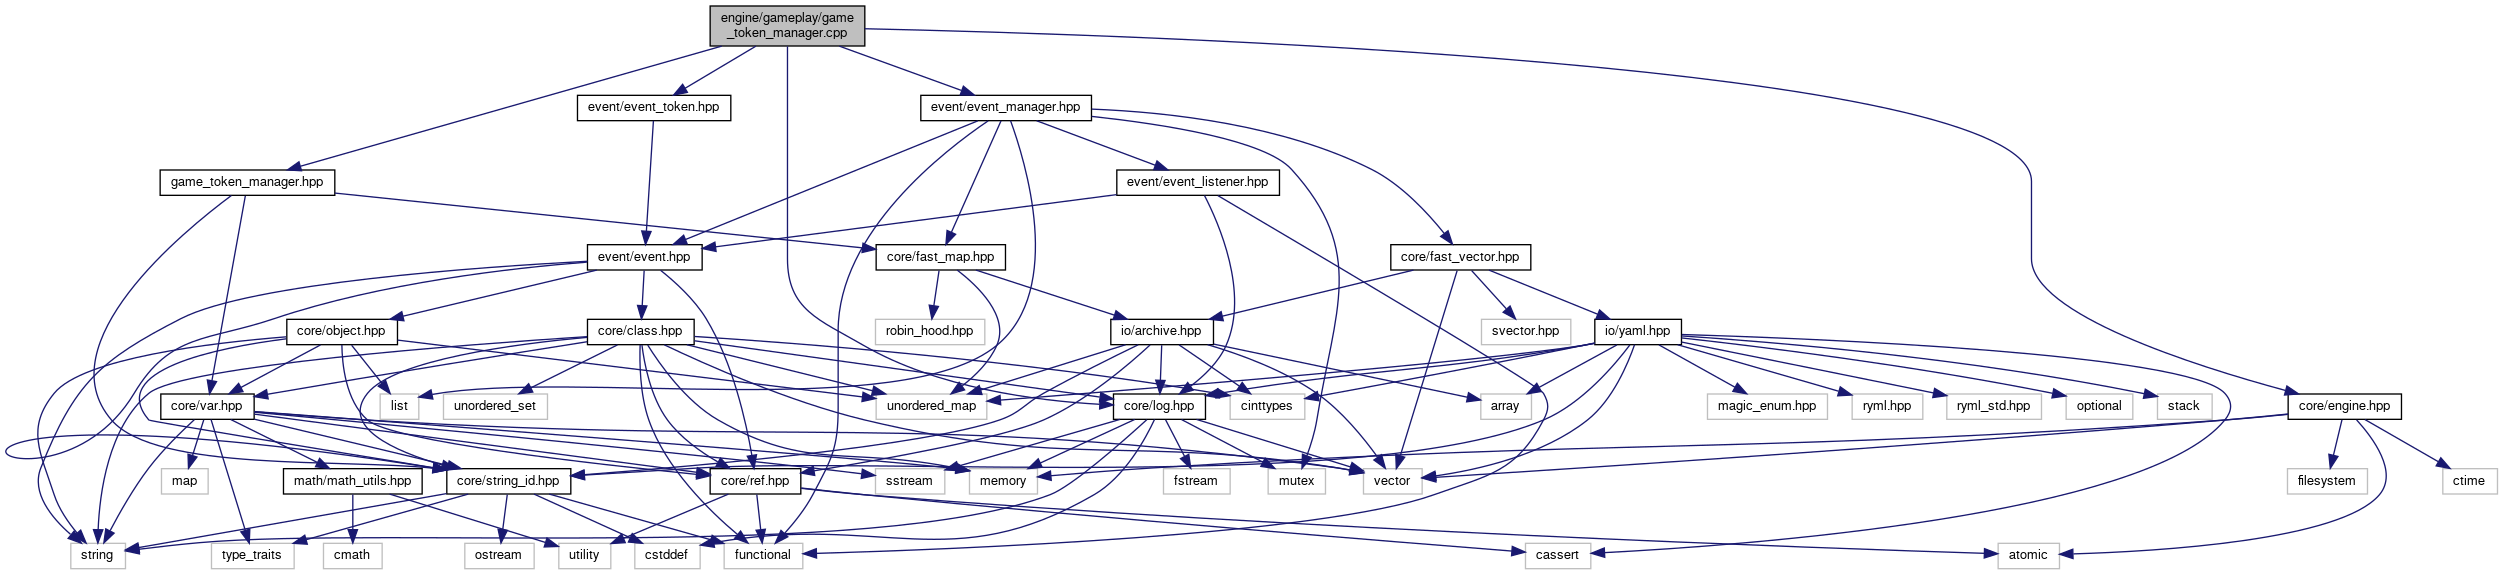 engine/gameplay/game
_token_manager.cpp
event/event_token.hpp
event/event_manager.hpp
game_token_manager.hpp
event/event_listener.hpp
event/event.hpp
core/fast_map.hpp
core/fast_vector.hpp
core/object.hpp
core/class.hpp
robin_hood.hpp
io/archive.hpp
svector.hpp
io/yaml.hpp
core/var.hpp
list
unordered_set
unordered_map
core/log.hpp
cinttypes
array
magic_enum.hpp
ryml.hpp
ryml_std.hpp
optional
stack
core/engine.hpp
map
math/math_utils.hpp
core/string_id.hpp
core/ref.hpp
sstream
memory
fstream
mutex
vector
filesystem
ctime
string
type_traits
cmath
ostream
utility
cstddef
functional
cassert
atomic